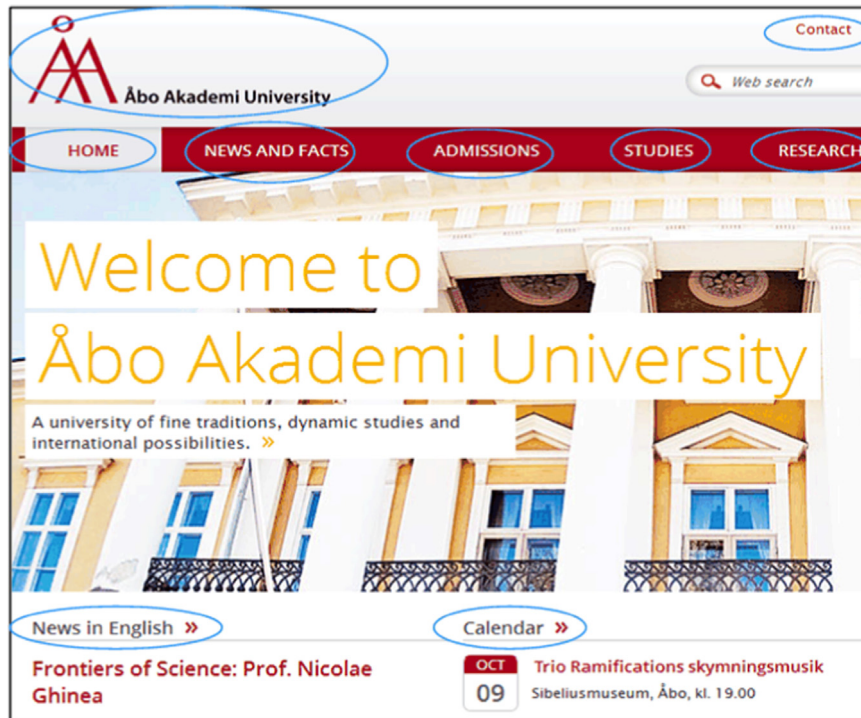 Contact
ÅA
Åbo Akademi University
Web search
HOME NEWS AND FACTS ADMISSIONS STUDIES RESEARCH
Welcome to
Åbo Akademi University
A university of fine traditions, dynamic studies and
international possibilities. »
News in English »
Calendar »
Frontiers of Science: Prof. Nicolae
Ghinea
OCT
09
Trio Ramifications skymningsmusik
Sibeliusmuseum, Åbo, kl. 19.00